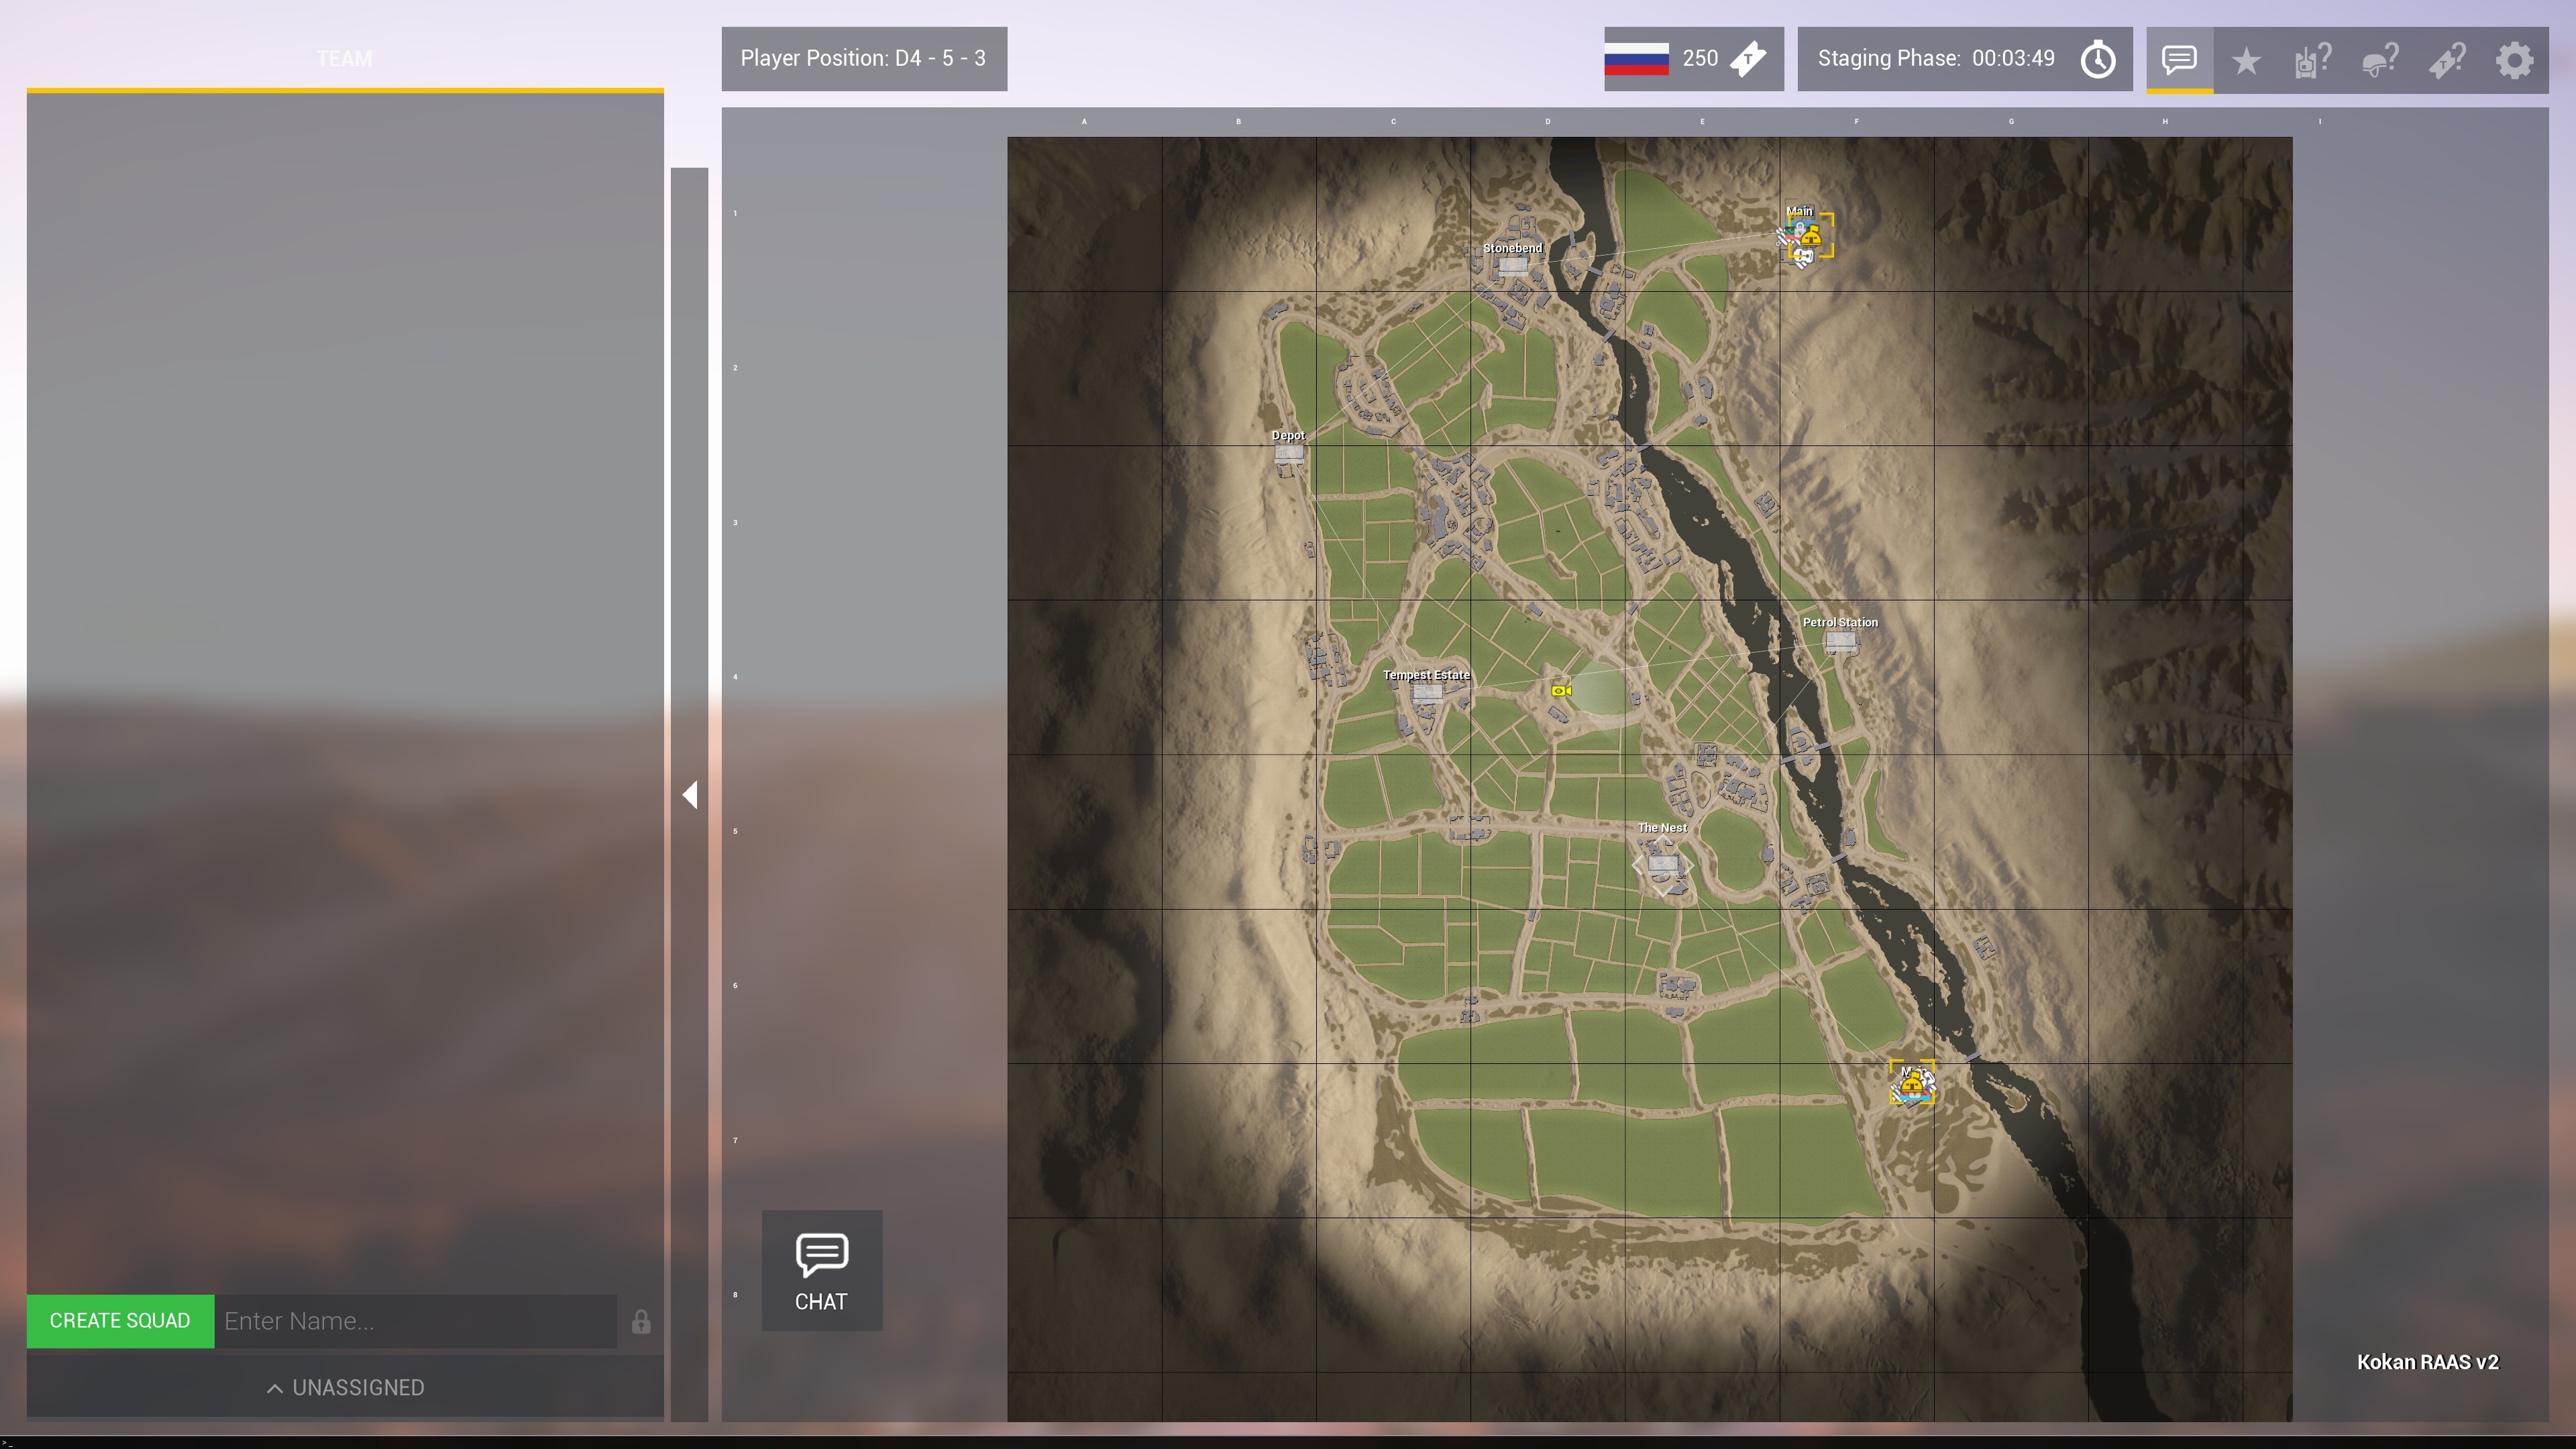 TEAM
Player Position: D4 - 5 - 3
250
T
Staging Phase: 00:03:49
?
?
T ?
A B C D E F G H I
1
Main
Stonebend
2
Depot
3
Petrol Station
4
Tempest Estate
5
The Nest
6
7
8
CHAT
CREATE SQUAD
Enter Name...
UNASSIGNED
Kokan RAAS v2
>_